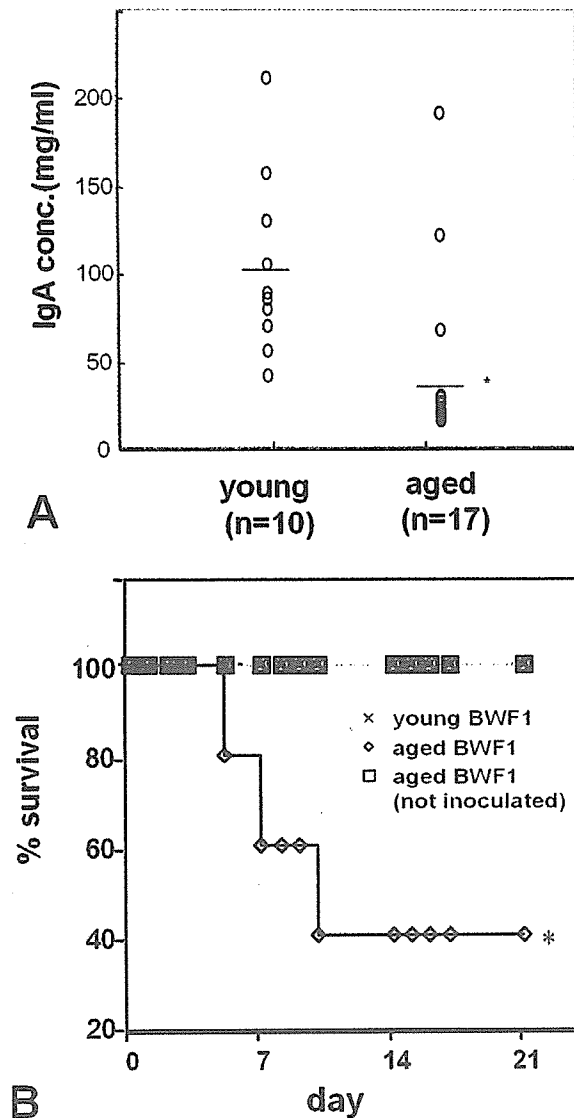 IgA conc.(mg/ml)
200
150
100
50
0
*
young
(n=10)
aged
(n=17)
A
% survival
100
80
60
40
20
× young BWF1
◇ aged BWF1
□ aged BWF1
(not inoculated)
*
0 7 14 21
day
B